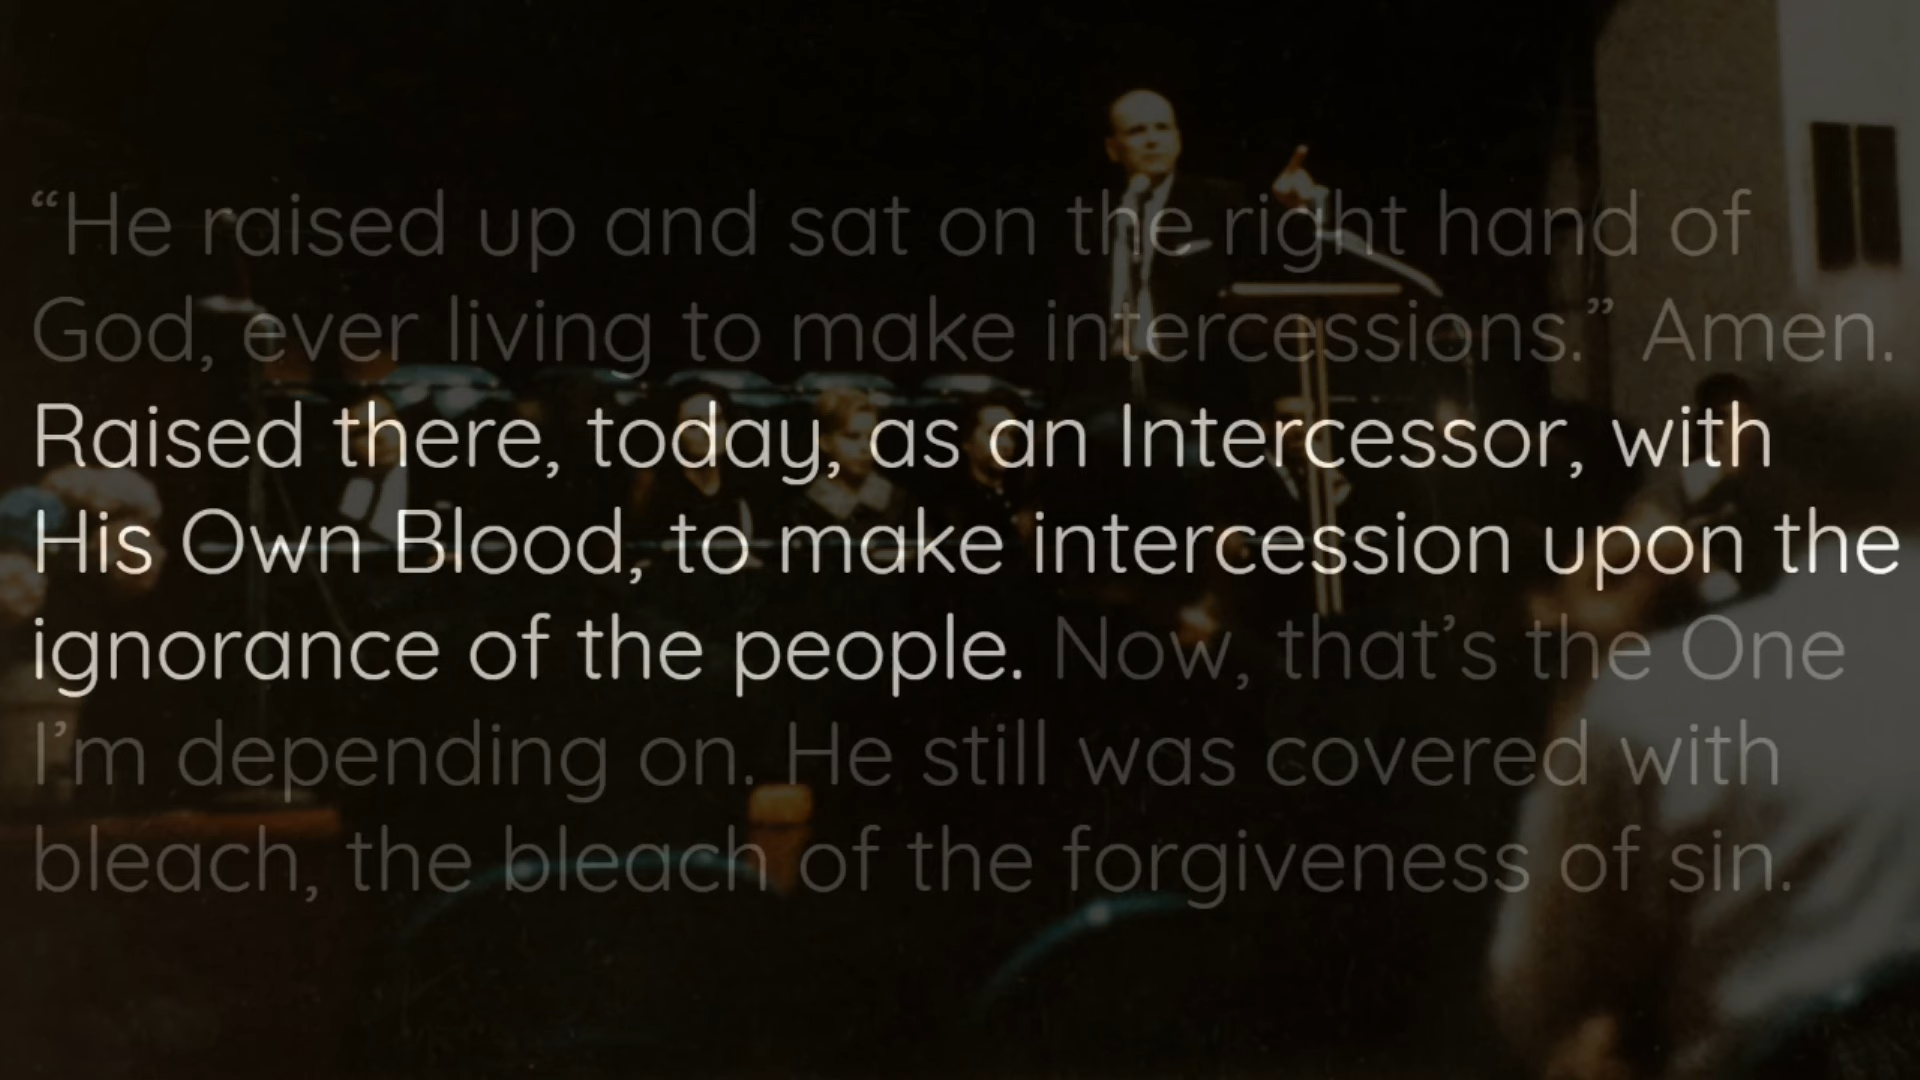 “He raised up and sat on the right hand of
God, ever living to make intercessions.” Amen.
Raised there, today, as an Intercessor, with
His Own Blood, to make intercession upon the
ignorance of the people. Now, that’s the One
I’m depending on. He still was covered with
bleach, the bleach of the forgiveness of sin.